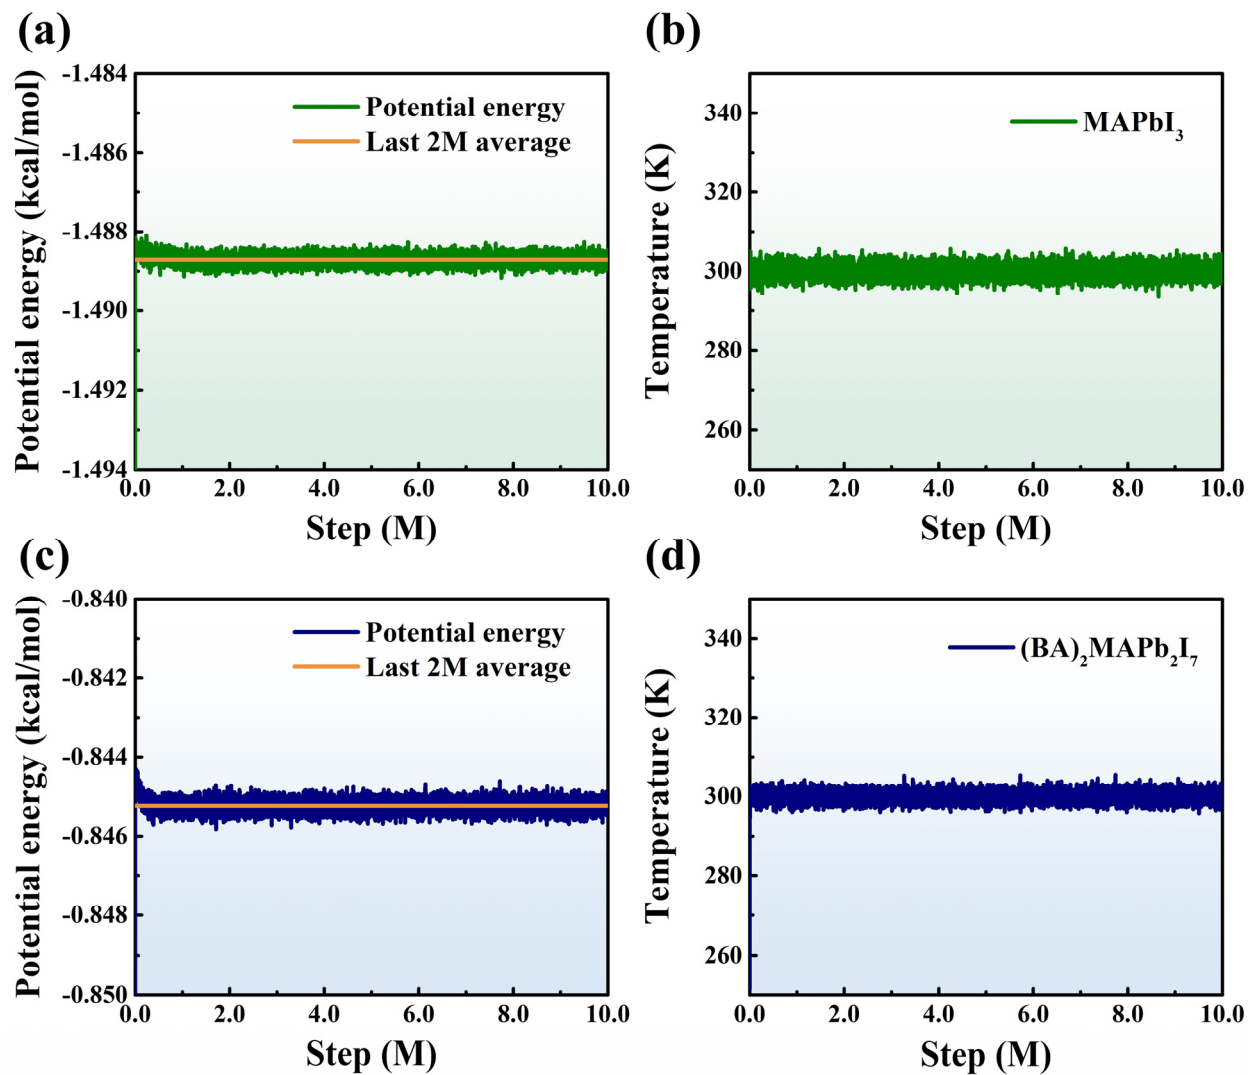 (a)
Potential energy (kcal/mol)
-1.484
-1.486
-1.488
-1.490
-1.492
-1.494
Potential energy
Last 2M average
0.0
2.0
4.0
6.0
8.0
10.0
Step (M)
(b)
Temperature (K)
340
320
300
280
260
MAPbI₃
0.0
2.0
4.0
6.0
8.0
10.0
Step (M)
(c)
Potential energy (kcal/mol)
-0.840
-0.842
-0.844
-0.846
-0.848
-0.850
Potential energy
Last 2M average
0.0
2.0
4.0
6.0
8.0
10.0
Step (M)
(d)
Temperature (K)
340
320
300
280
260
(BA)₂MAPb₂I₇
0.0
2.0
4.0
6.0
8.0
10.0
Step (M)